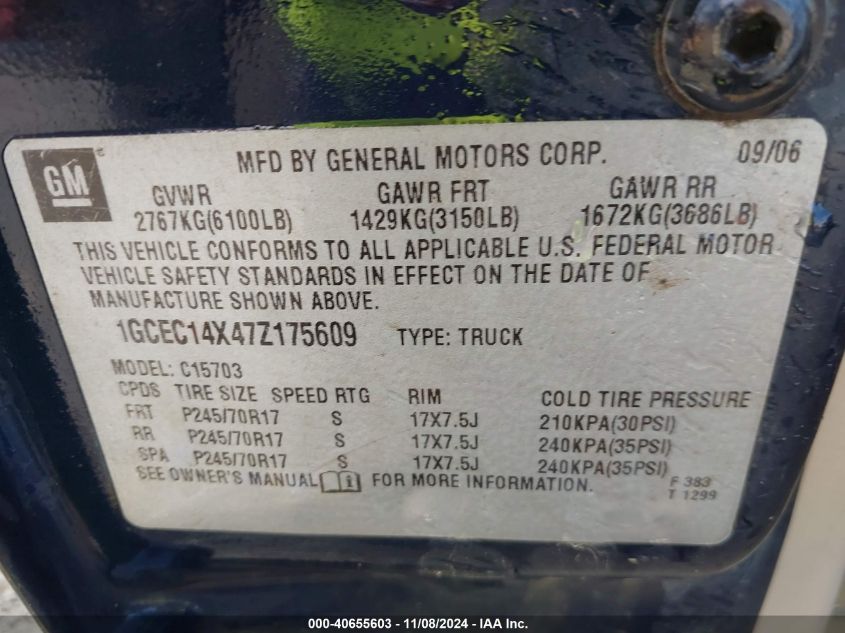 GM
MFD BY GENERAL MOTORS CORP. 09/06
GVWR GAWR FRT GAWR RR
2767KG(6100LB) 1429KG(3150LB) 1672KG(3686LB)
THIS VEHICLE CONFORMS TO ALL APPLICABLE U.S. FEDERAL MOTOR
VEHICLE SAFETY STANDARDS IN EFFECT ON THE DATE OF
MANUFACTURE SHOWN ABOVE.
1GCEC14X47Z175609 TYPE: TRUCK
MODEL: C15703
CPDS TIRE SIZE SPEED RTG RIM COLD TIRE PRESSURE
FRT P245/70R17 S 17X7.5J 210KPA(30PSI)
RR P245/70R17 S 17X7.5J 240KPA(35PSI)
SPA P245/70R17 S 17X7.5J 240KPA(35PSI)
SEE OWNER'S MANUAL FOR MORE INFORMATION.
F 383
T 1299
000-40655603 - 11/08/2024 - IAA Inc.